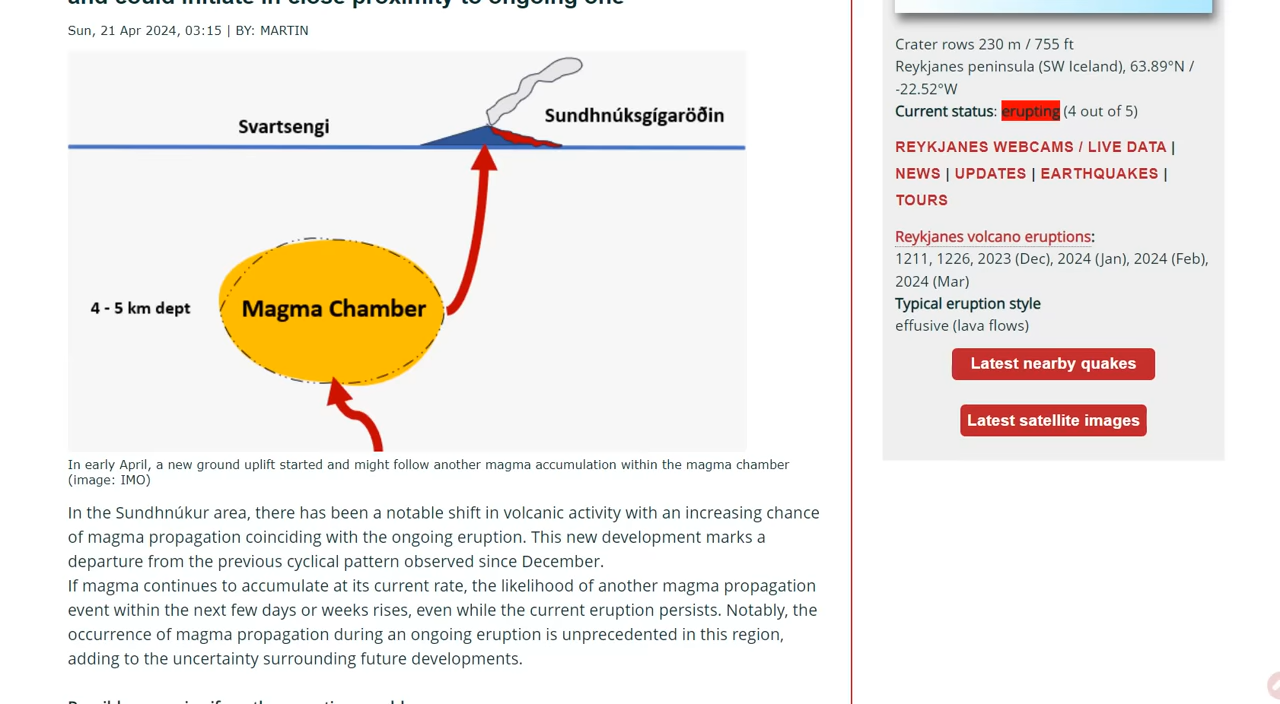 and could initiate in close proximity to ongoing one
Sun, 21 Apr 2024, 03:15 | BY: MARTIN
Svartsengi
Sundhnúksgígaröðin
4 - 5 km dept
Magma Chamber
In early April, a new ground uplift started and might follow another magma accumulation within the magma chamber
(image: IMO)
In the Sundhnúkur area, there has been a notable shift in volcanic activity with an increasing chance
of magma propagation coinciding with the ongoing eruption. This new development marks a
departure from the previous cyclical pattern observed since December.
If magma continues to accumulate at its current rate, the likelihood of another magma propagation
event within the next few days or weeks rises, even while the current eruption persists. Notably, the
occurrence of magma propagation during an ongoing eruption is unprecedented in this region,
adding to the uncertainty surrounding future developments.
Crater rows 230 m / 755 ft
Reykjanes peninsula (SW Iceland), 63.89°N /
-22.52°W
Current status: erupting (4 out of 5)
REYKJANES WEBCAMS / LIVE DATA |
NEWS | UPDATES | EARTHQUAKES |
TOURS
Reykjanes volcano eruptions:
1211, 1226, 2023 (Dec), 2024 (Jan), 2024 (Feb),
2024 (Mar)
Typical eruption style
effusive (lava flows)
Latest nearby quakes
Latest satellite images